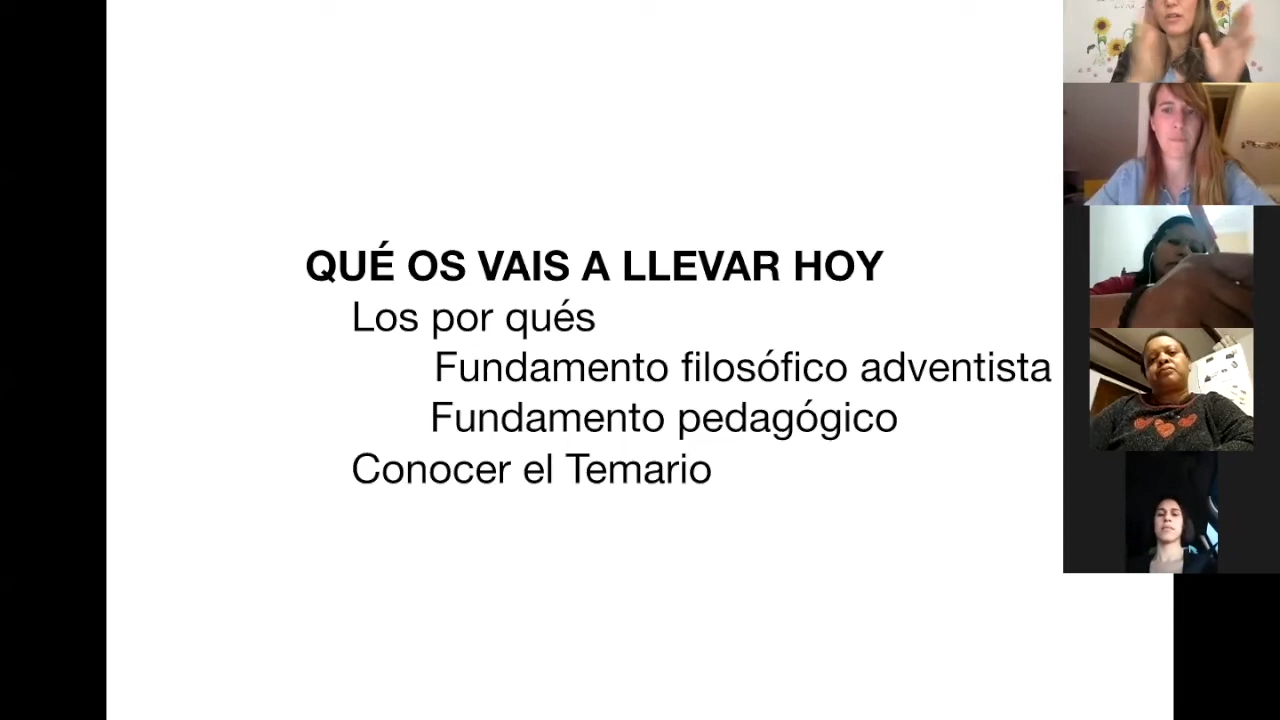 QUÉ OS VAIS A LLEVAR HOY
Los por qués
Fundamento filosófico adventista
Fundamento pedagógico
Conocer el Temario